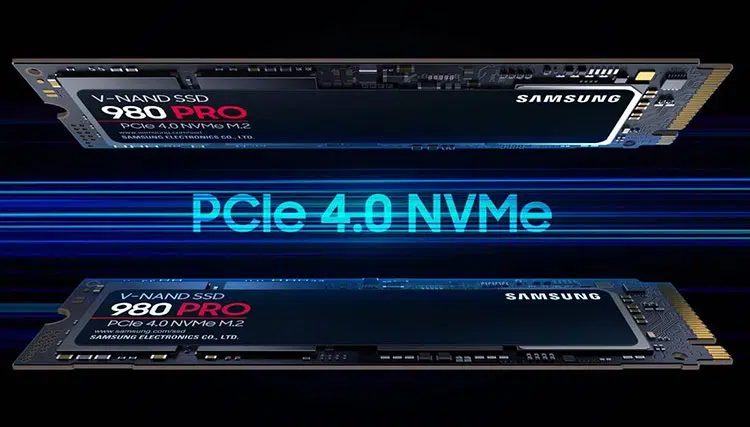 V-NAND SSD
980 PRO
PCIe 4.0 NVMe M.2
www.samsung.com/ssd
SAMSUNG ELECTRONICS CO., LTD.
SAMSUNG
PCIe 4.0 NVMe
V-NAND SSD
980 PRO
PCIe 4.0 NVMe M.2
www.samsung.com/ssd
SAMSUNG ELECTRONICS CO., LTD.
SAMSUNG